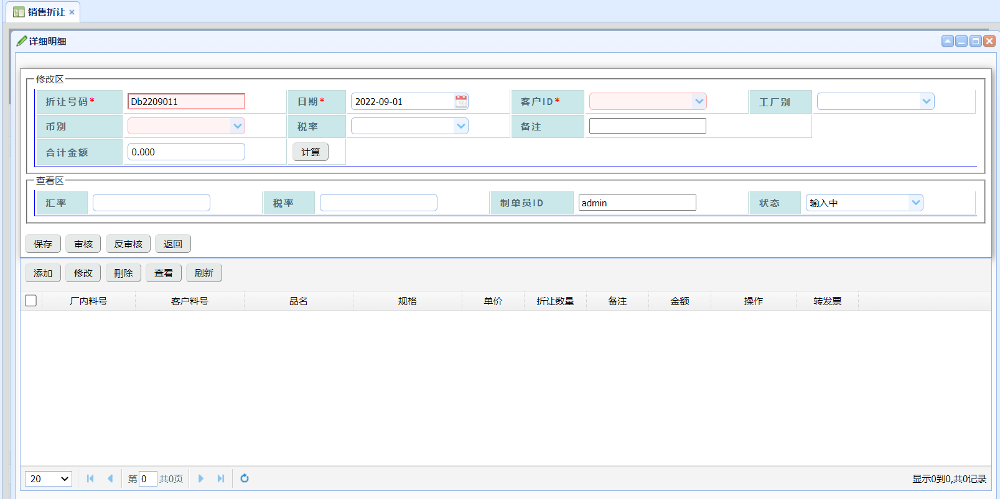 销售折让
详细明细
修改区
折让号码* Db2209011 日期* 2022-09-01 客户ID* 工厂别
币别 税率 备注
合计金额 0.000 计算
查看区
汇率 税率 制单员ID admin 状态 输入中
保存 审核 反审核 返回
添加 修改 刪除 查看 刷新
厂内料号 客户料号 品名 规格 单价 折让数量 备注 金额 操作 转发票
20 第 0 共0页 显示0到0,共0记录